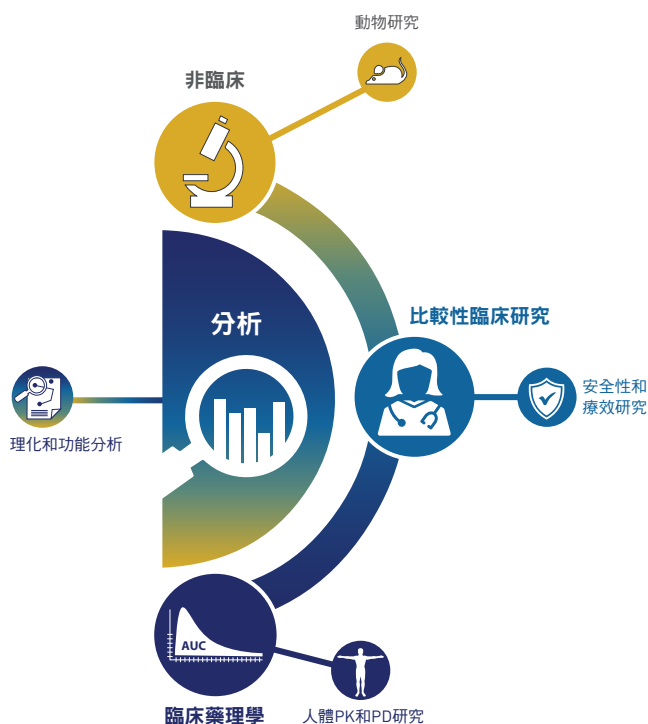 動物研究
非臨床
分析
比較性臨床研究
安全性和
療效研究
理化和功能分析
AUC
臨床藥理學
人體PK和PD研究